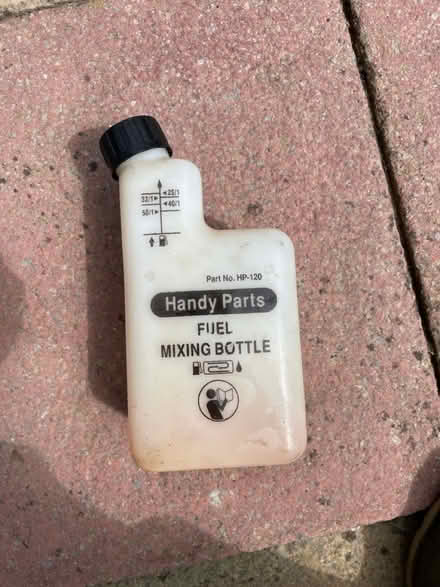 25/1
32/1
40/1
50/1
Part No. HP-120
Handy Parts
FUEL
MIXING BOTTLE